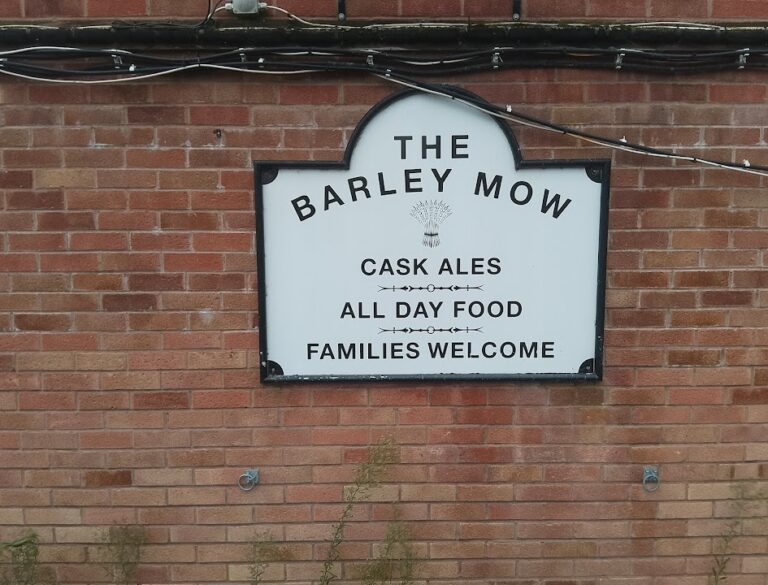 THE
BARLEY MOW
CASK ALES
ALL DAY FOOD
FAMILIES WELCOME